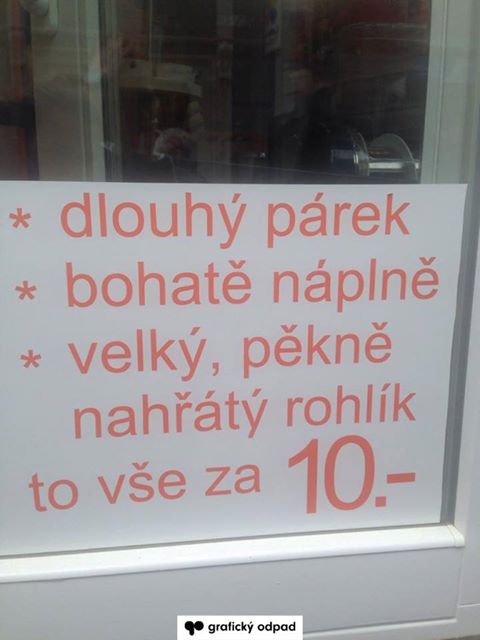 * dlouhý párek
* bohatě náplně
* velký, pěkně
nahřátý rohlík
to vše za 10.-
grafický odpad